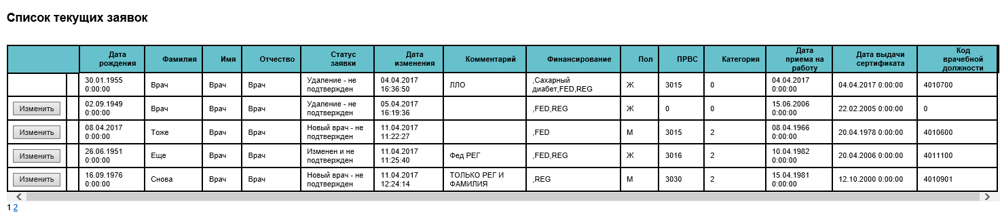 Список текущих заявок
Дата рождения Фамилия Имя Отчество Статус заявки Дата изменения Комментарий Финансирование Пол ПРВС Категория Дата приема на работу Дата выдачи сертификата Код врачебной должности
30.01.1955 0:00:00 Врач Врач Врач Удаление - не подтвержден 04.04.2017 16:36:50 ЛЛО ,Сахарный диабет,FED,REG Ж 3015 0 04.04.2017 0:00:00 04.04.2017 0:00:00 4010700
Изменить 02.09.1949 0:00:00 Врач Врач Врач Удаление - не подтвержден 05.04.2017 16:19:36 ,FED,REG Ж 0 0 15.06.2006 0:00:00 22.02.2005 0:00:00 0
Изменить 08.04.2017 0:00:00 Тоже Врач Врач Новый врач - не подтвержден 11.04.2017 11:22:27 ,FED М 3015 2 08.04.1966 0:00:00 20.04.1978 0:00:00 4010600
Изменить 26.06.1951 0:00:00 Еще Врач Врач Изменен и не подтвержден 11.04.2017 11:25:40 Фед РЕГ ,FED,REG Ж 3016 2 10.04.1982 0:00:00 20.04.2006 0:00:00 4011100
Изменить 16.09.1976 0:00:00 Снова Врач Врач Новый врач - не подтвержден 11.04.2017 12:24:14 ТОЛЬКО РЕГ И ФАМИЛИЯ ,REG М 3030 2 15.04.1981 0:00:00 12.10.2000 0:00:00 4010901
1 2